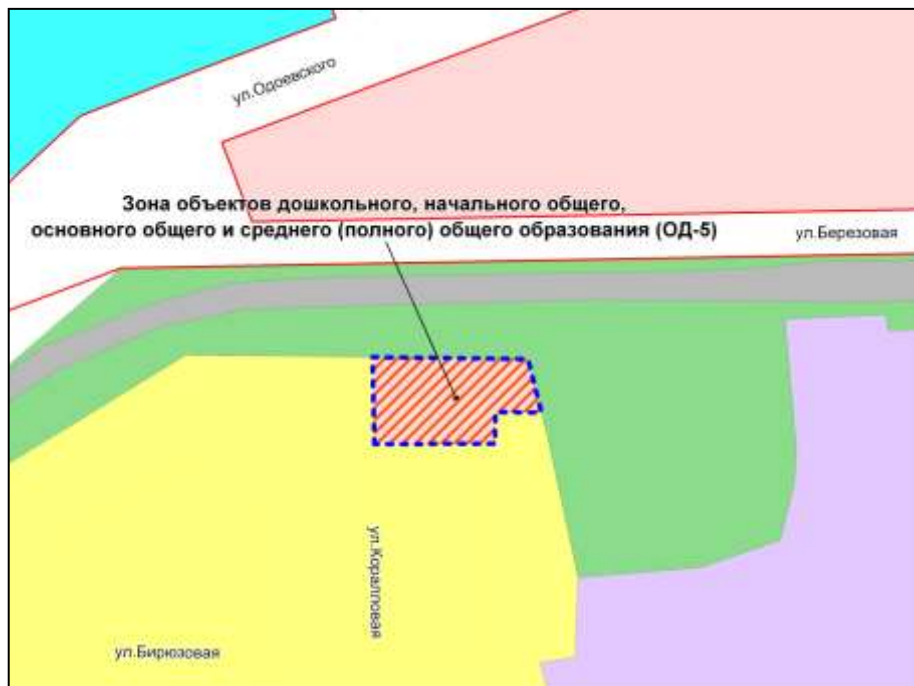 ул.Одоевского
Зона объектов дошкольного, начального общего,
основного общего и среднего (полного) общего образования (ОД-5)
ул.Березовая
ул.Коралловая
ул.Бирюзовая